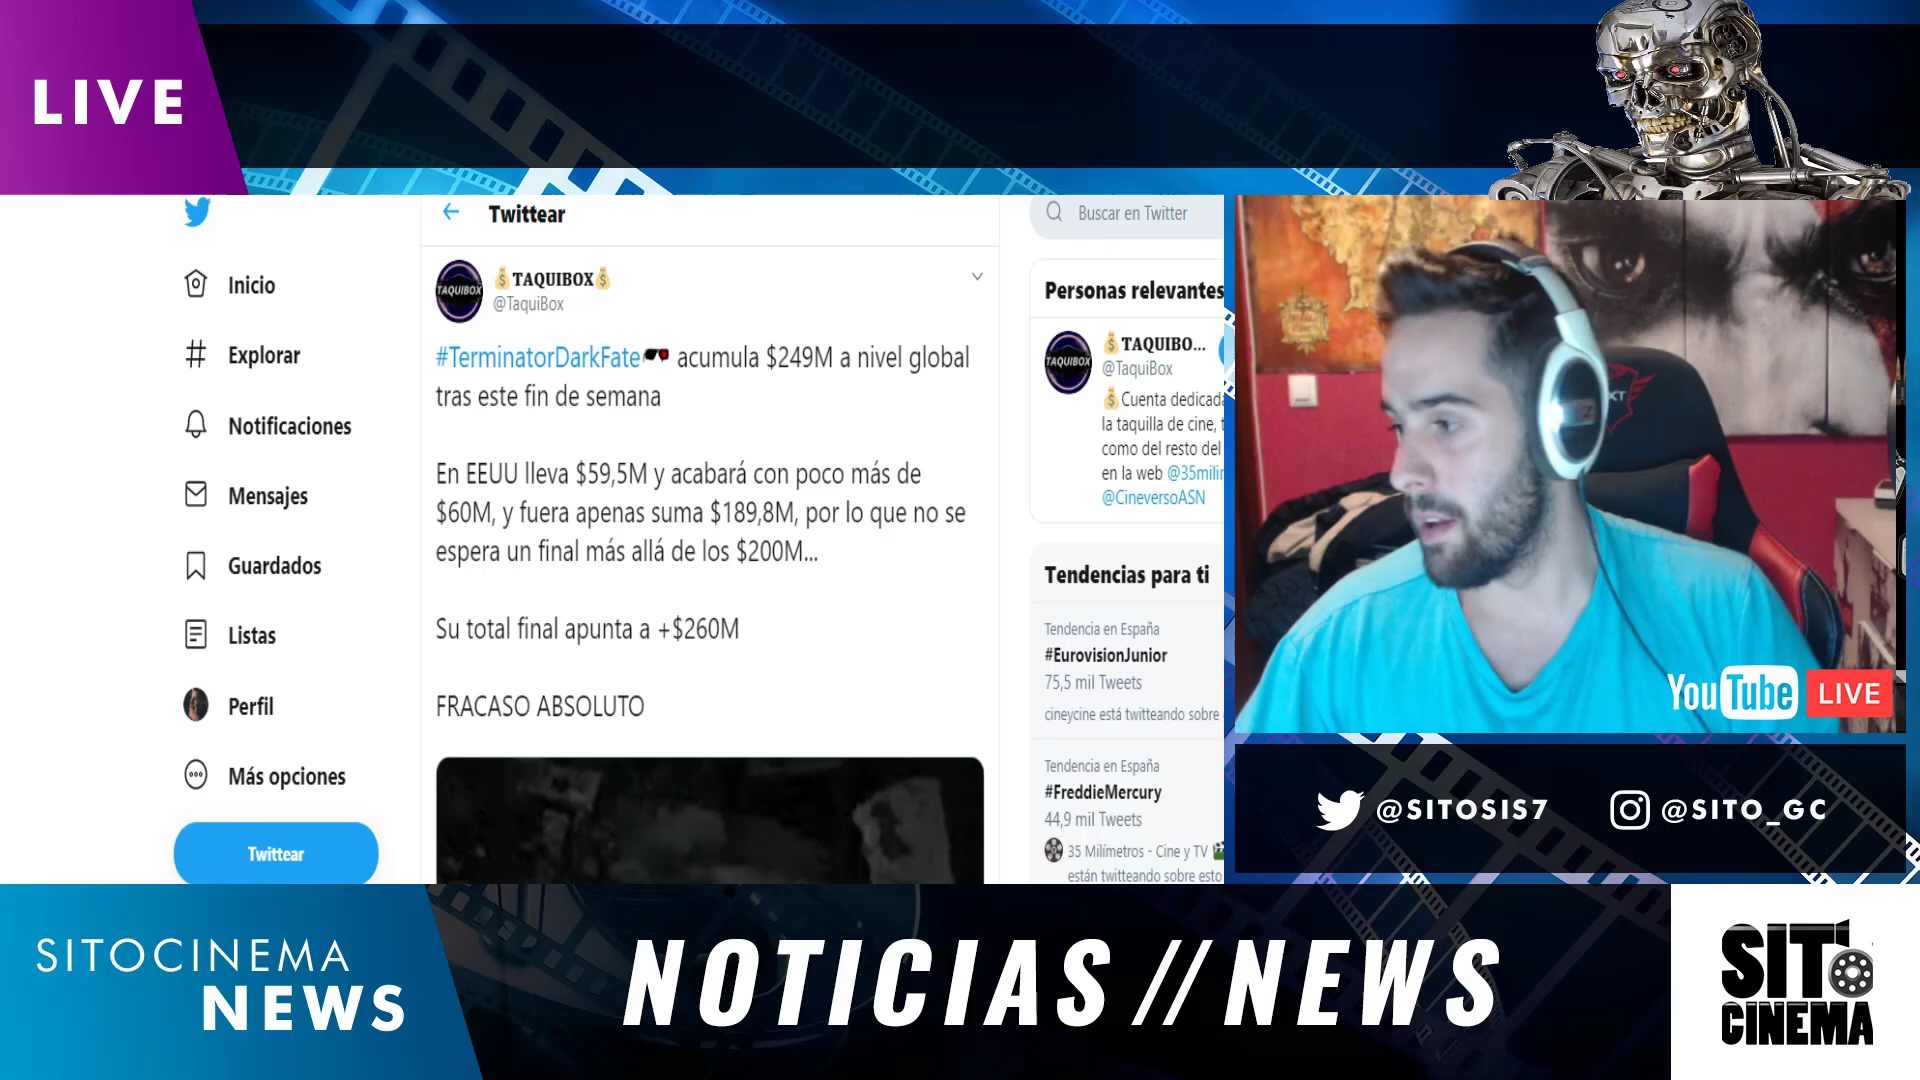 LIVE
Twittear
Buscar en Twitter
Inicio
Explorar
Notificaciones
Mensajes
Guardados
Listas
Perfil
Más opciones
Twittear
TAQUIBOX
TAQUIBOX
@TaquiBox
#TerminatorDarkFate acumula $249M a nivel global
tras este fin de semana
En EEUU lleva $59,5M y acabará con poco más de
$60M, y fuera apenas suma $189,8M, por lo que no se
espera un final más allá de los $200M...
Su total final apunta a +$260M
FRACASO ABSOLUTO
Personas relevantes
TAQUIBOX
TAQUIBO...
@TaquiBox
Cuenta dedicada
la taquilla de cine, t
como del resto del
en la web @35milir
@CineversoASN
Tendencias para ti
Tendencia en España
#EurovisionJunior
75,5 mil Tweets
cineycine está twitteando sobre
Tendencia en España
#FreddieMercury
44,9 mil Tweets
35 Milímetros - Cine y TV
están twitteando sobre esto
YouTube LIVE
@SITOSIS7 @SITO_GC
SITOCINEMA
NEWS
NOTICIAS // NEWS
SITO
CINEMA